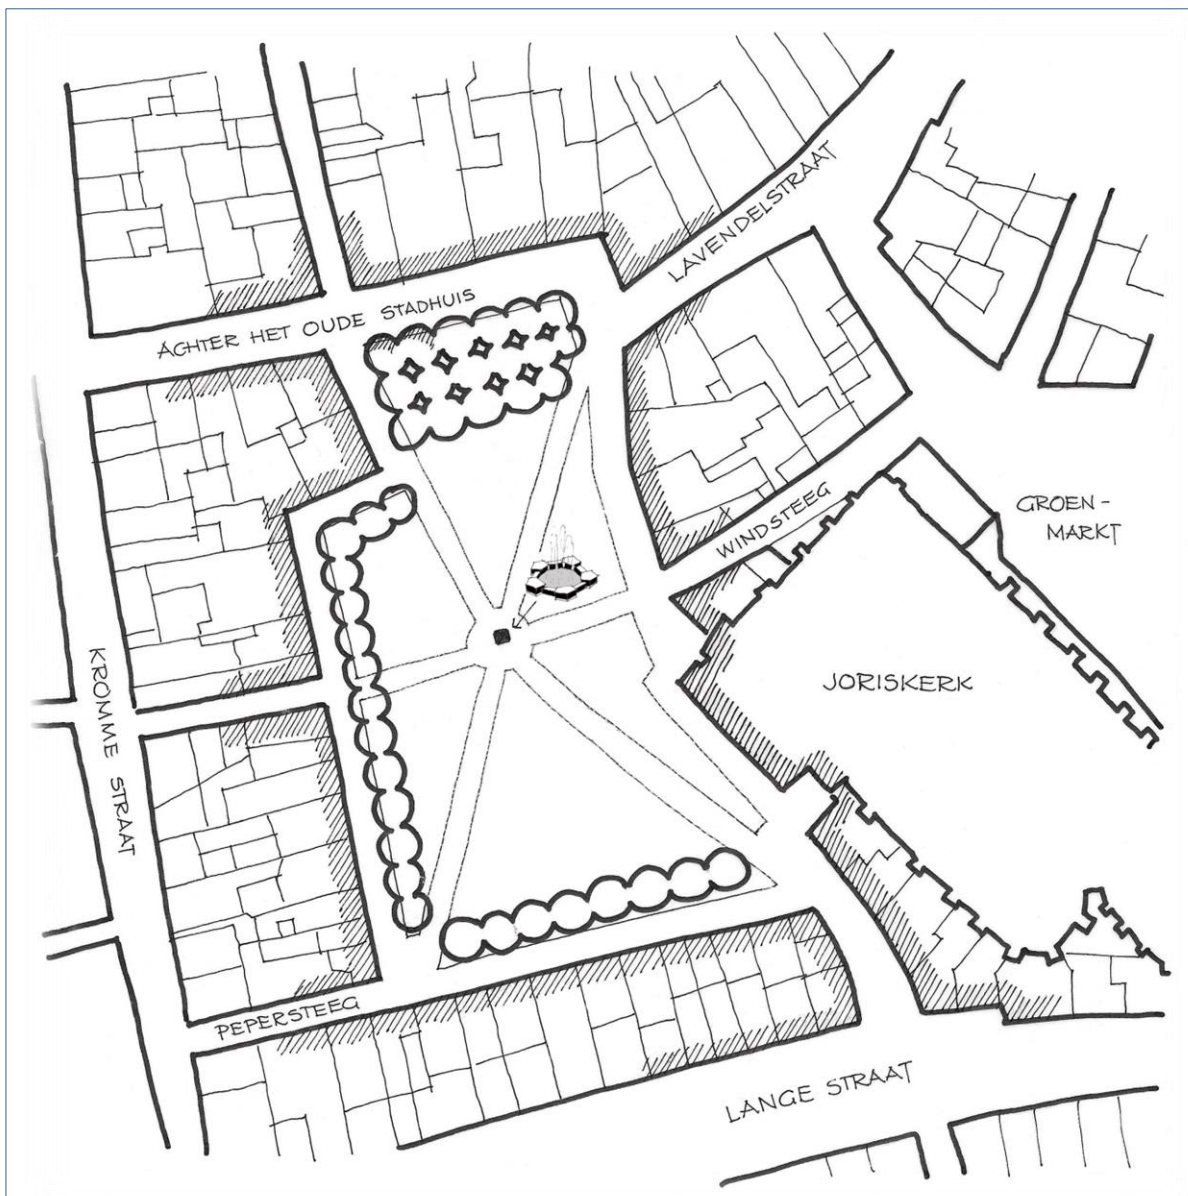 LAVENDELSTRAAT
ACHTER HET OUDE STADHUIS
WINDSTEEG
GROEN-
MARKT
JORISKERK
KROMME STRAAT
PEPERSTEEG
LANGE STRAAT